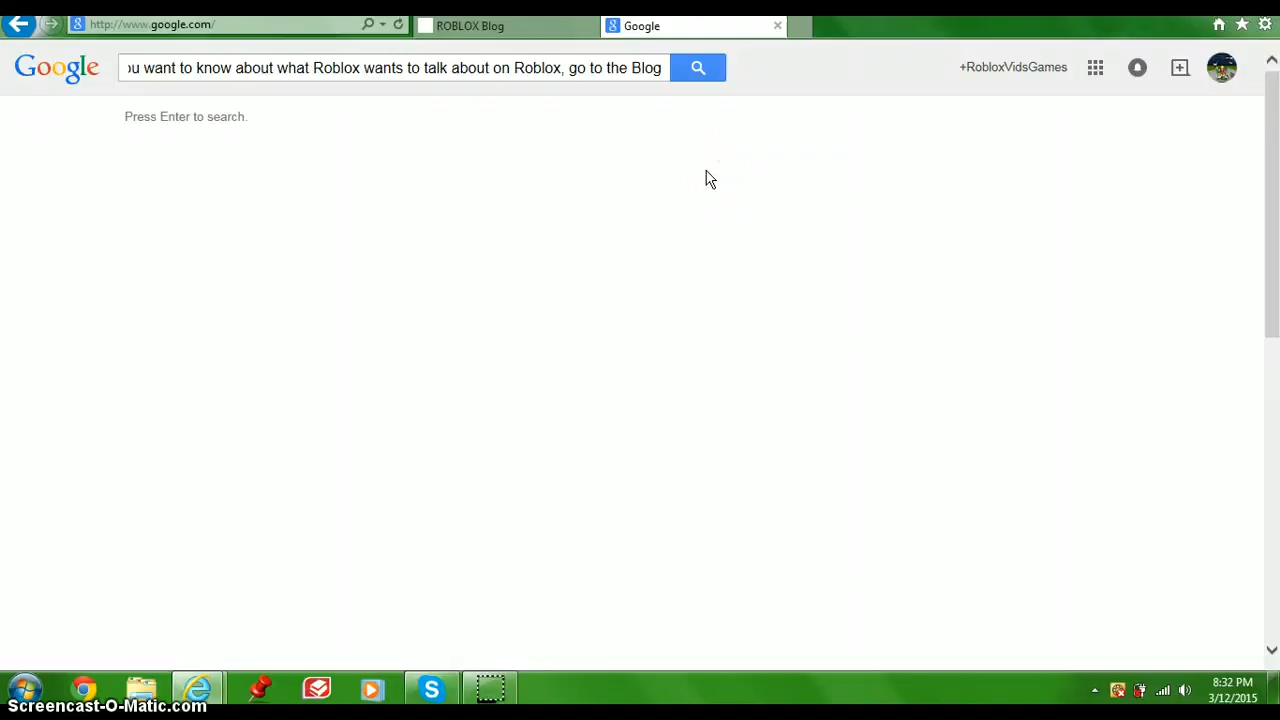 http://www.google.com/
ROBLOX Blog
Google
Google
ou want to know about what Roblox wants to talk about on Roblox, go to the Blog
+RobloxVidsGames
Press Enter to search.
8:32 PM
3/12/2015
Screencast-O-Matic.com